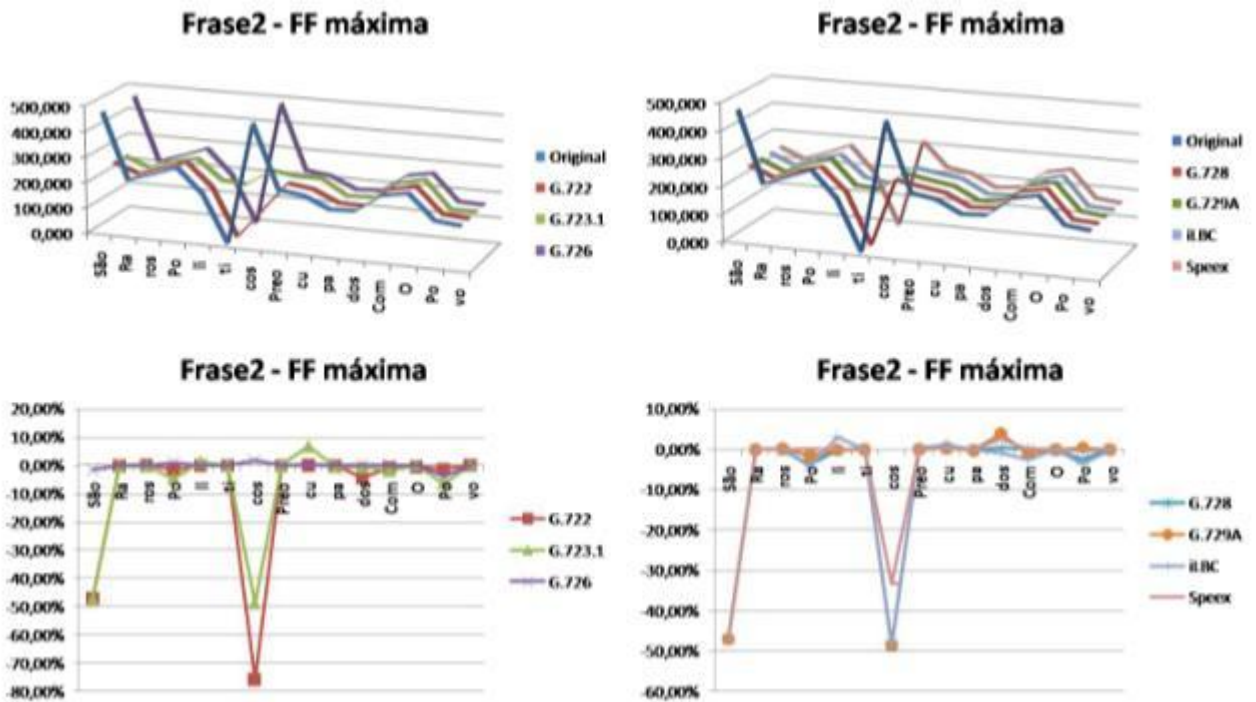 Frase2 - FF máxima
500,000
400,000
300,000
200,000
100,000
0,000
São
Ra
ros
Po
li
ti
cos
Preo
cu
pa
dos
Com
O
Po
vo
Original
G.722
G.723.1
G.726
Frase2 - FF máxima
500,000
400,000
300,000
200,000
100,000
0,000
São
Ra
ros
Po
li
ti
cos
Preo
cu
pa
dos
Com
O
Po
vo
Original
G.728
G.729A
iLBC
Speex
Frase2 - FF máxima
20,00%
10,00%
0,00%
-10,00%
-20,00%
-30,00%
-40,00%
-50,00%
-60,00%
-70,00%
-80,00%
São
Ra
ros
Po
li
ti
cos
Preo
cu
pa
dos
Com
O
Po
vo
G.722
G.723.1
G.726
Frase2 - FF máxima
10,00%
0,00%
-10,00%
-20,00%
-30,00%
-40,00%
-50,00%
-60,00%
São
Ra
ros
Po
li
ti
cos
Preo
cu
pa
dos
Com
O
Po
vo
G.728
G.729A
iLBC
Speex